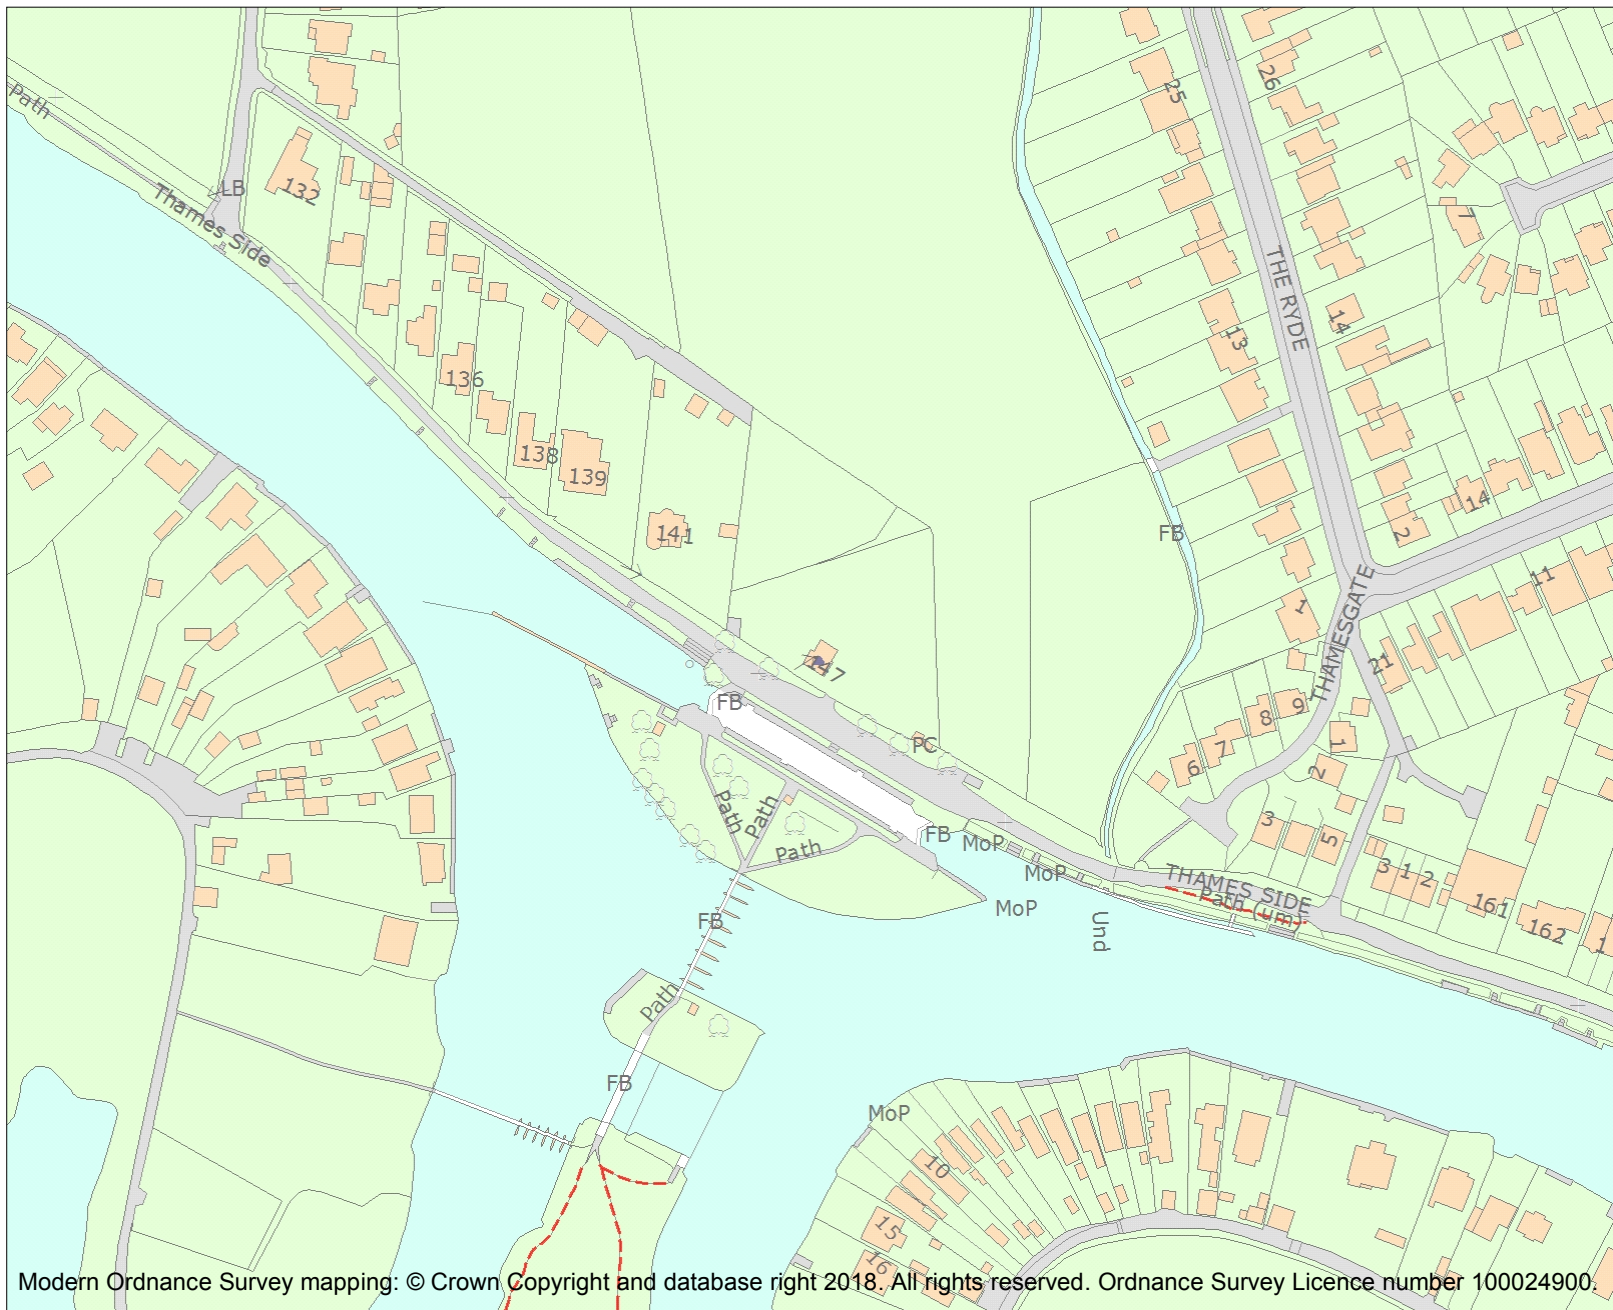 Path
LB
132
Thames Side
25
26
7
THE RYDE
14
13
136
138
139
141
14
2
FB
11
1
THAMESGATE
21
147
FB
PC
9
8
7
6
1
2
3
5
Path
Path
Path
FB
MoP
MoP
MoP
Und
THAMES SIDE
Path (um)
3
1
2
161
162
1
FB
Path
FB
MoP
10
15
16
Modern Ordnance Survey mapping: © Crown Copyright and database right 2018. All rights reserved. Ordnance Survey Licence number 100024900.